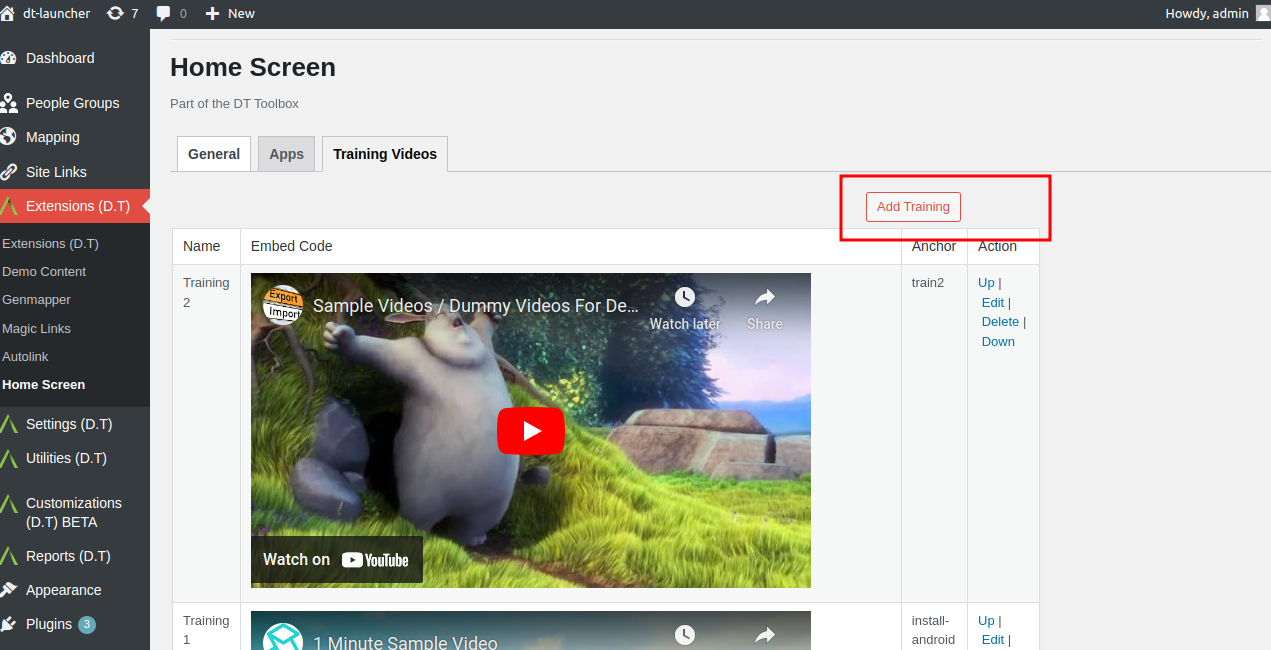 dt-launcher 7 0 New Howdy, admin
Dashboard
People Groups
Mapping
Site Links
Extensions (D.T)
Extensions (D.T)
Demo Content
Genmapper
Magic Links
Autolink
Home Screen
Settings (D.T)
Utilities (D.T)
Customizations
(D.T) BETA
Reports (D.T)
Appearance
Plugins 3
Home Screen
Part of the DT Toolbox
General Apps Training Videos
Add Training
Name Embed Code Anchor Action
Training
2
Export
Import
Sample Videos / Dummy Videos For De...
Watch later
Share
Watch on YouTube
train2
Up |
Edit |
Delete |
Down
Training
1
1 Minute Sample Video
install-
android
Up |
Edit |